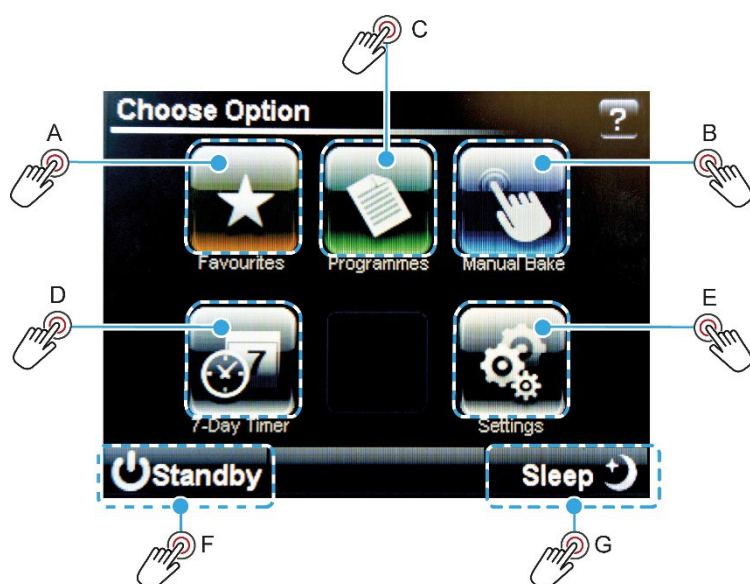 C
Choose Option ?
A
B
Favourites Programmes Manual Bake
D
7
E
7-Day Timer Settings
Standby Sleep
F
G